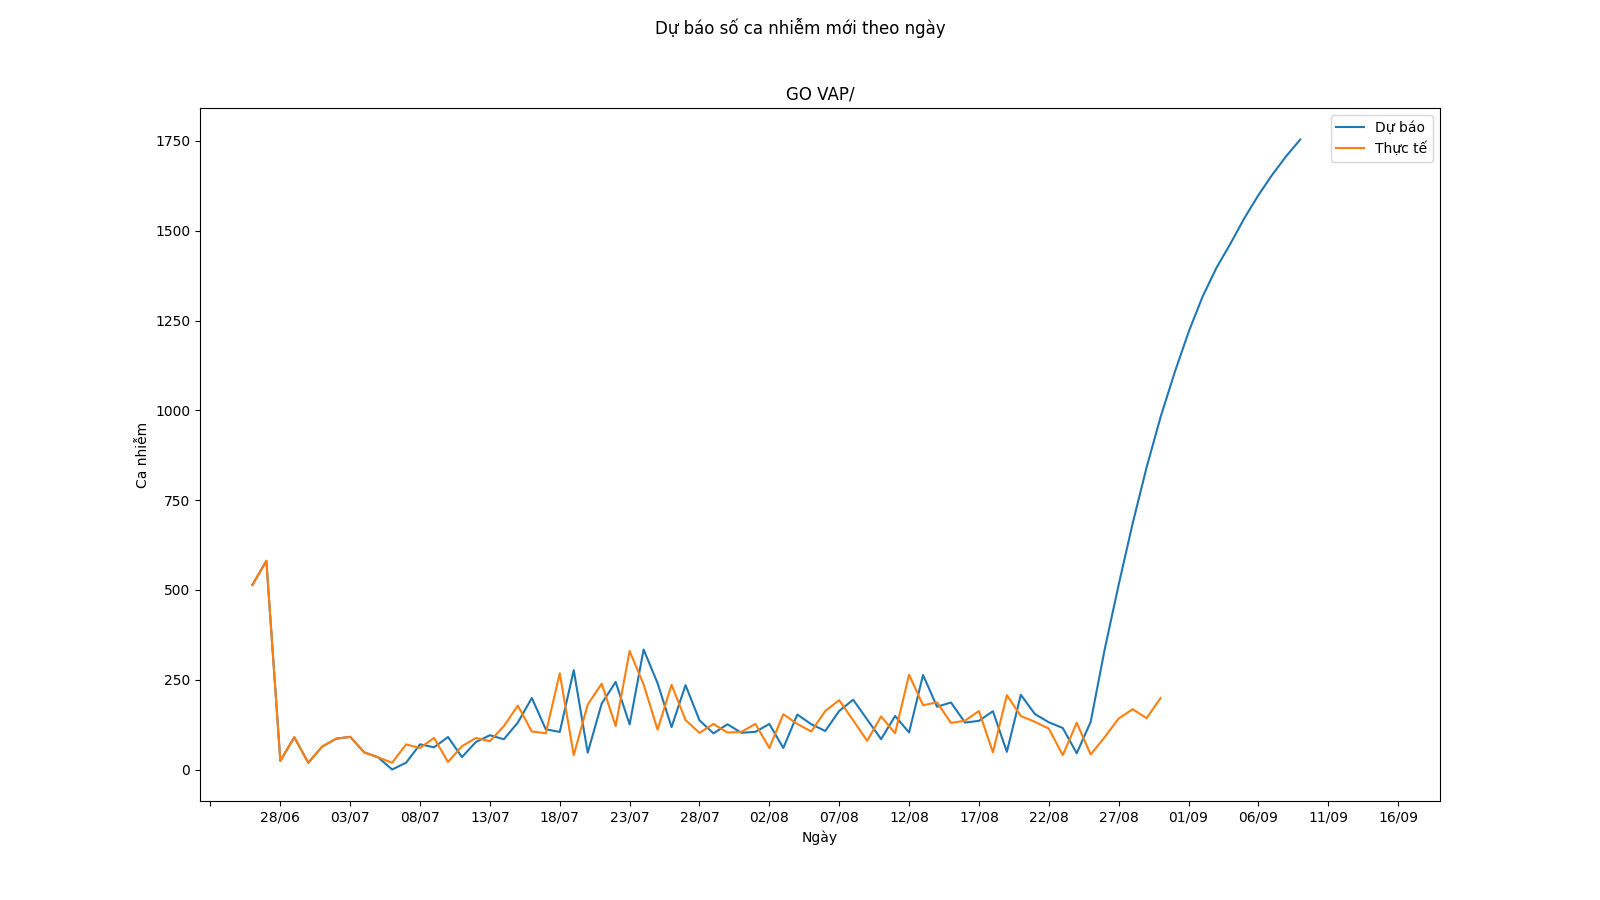 Dự báo số ca nhiễm mới theo ngày
GO VAP/
Dự báo
Thực tế
1750
1500
1250
1000
750
500
250
0
Ca nhiễm
28/06 03/07 08/07 13/07 18/07 23/07 28/07 02/08 07/08 12/08 17/08 22/08 27/08 01/09 06/09 11/09 16/09
Ngày